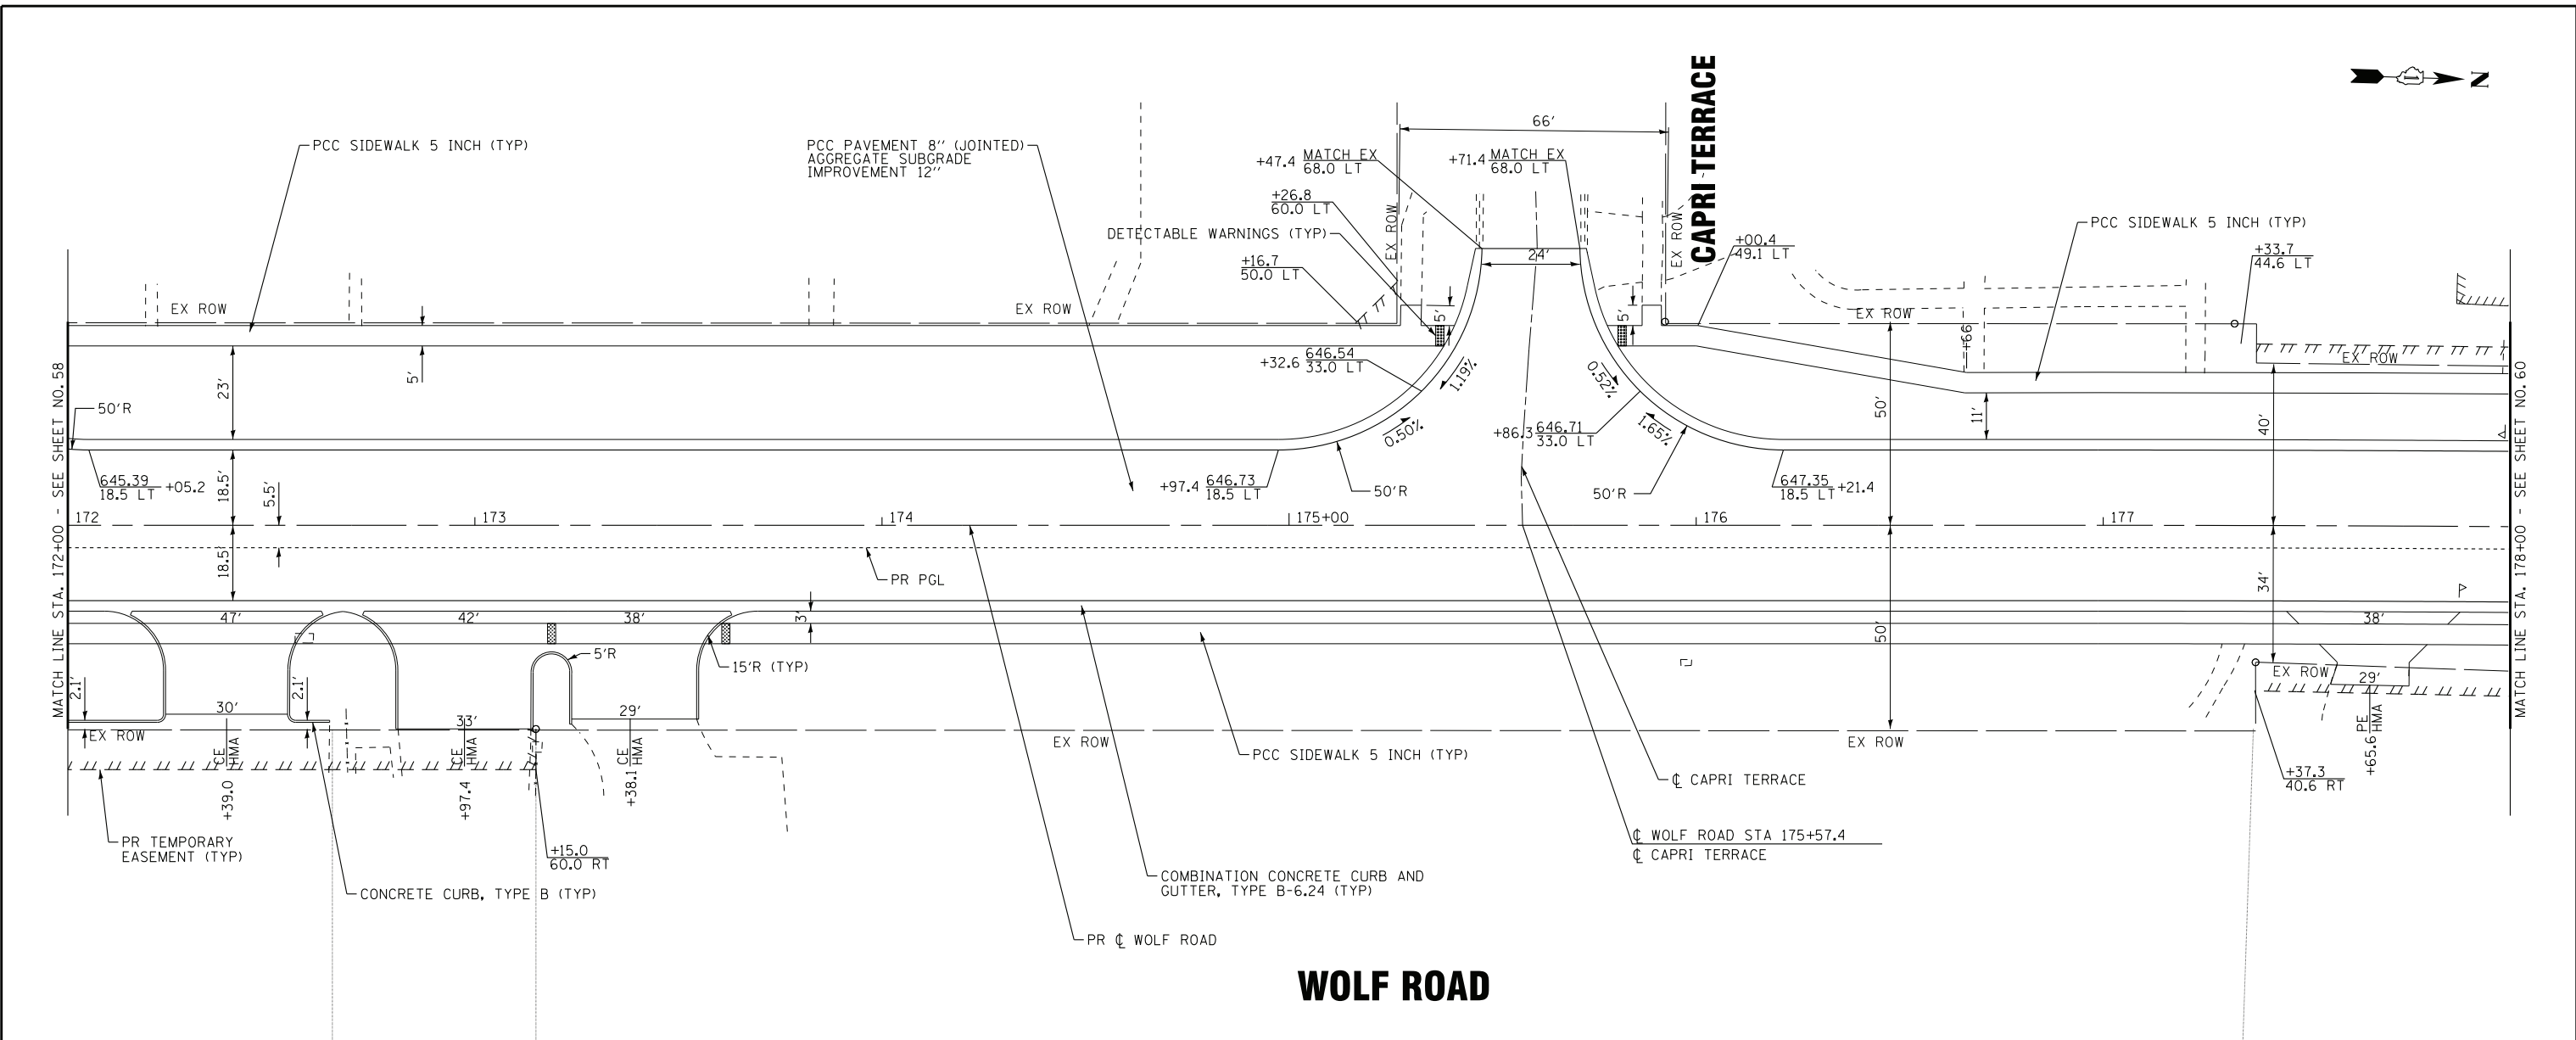 CAPRI TERRACE
N
66'
PCC SIDEWALK 5 INCH (TYP)
PCC PAVEMENT 8'' (JOINTED)
AGGREGATE SUBGRADE
IMPROVEMENT 12''
+47.4 MATCH EX
68.0 LT
+71.4 MATCH EX
68.0 LT
+26.8
60.0 LT
DETECTABLE WARNINGS (TYP)
+16.7
50.0 LT
EX ROW
EX ROW
24'
+00.4
49.1 LT
PCC SIDEWALK 5 INCH (TYP)
+33.7
44.6 LT
EX ROW
EX ROW
EX ROW
EX ROW
5'
5'
5'
+66
23'
+32.6 646.54
33.0 LT
1.19%
0.52%
50'
11'
40'
50'R
0.50%
+86.3 646.71
33.0 LT
1.65%
MATCH LINE STA. 172+00 - SEE SHEET NO. 58
MATCH LINE STA. 178+00 - SEE SHEET NO. 60
645.39
18.5 LT +05.2
18.5'
5.5'
+97.4 646.73
18.5 LT
50'R
50'R
647.35
18.5 LT +21.4
172
173
174
175+00
176
177
18.5'
PR PGL
34'
47'
42'
38'
3'
50'
38'
5'R
15'R (TYP)
2.1'
2.1'
30'
33'
29'
EX ROW
29'
EX ROW
EX ROW
EX ROW
CE
HMA
+39.0
CE
HMA
+97.4
CE
HMA
+38.1
PE
HMA
+65.6
PCC SIDEWALK 5 INCH (TYP)
℄ CAPRI TERRACE
+37.3
40.6 RT
PR TEMPORARY
EASEMENT (TYP)
+15.0
60.0 RT
℄ WOLF ROAD STA 175+57.4
℄ CAPRI TERRACE
CONCRETE CURB, TYPE B (TYP)
COMBINATION CONCRETE CURB AND
GUTTER, TYPE B-6.24 (TYP)
PR ℄ WOLF ROAD
WOLF ROAD